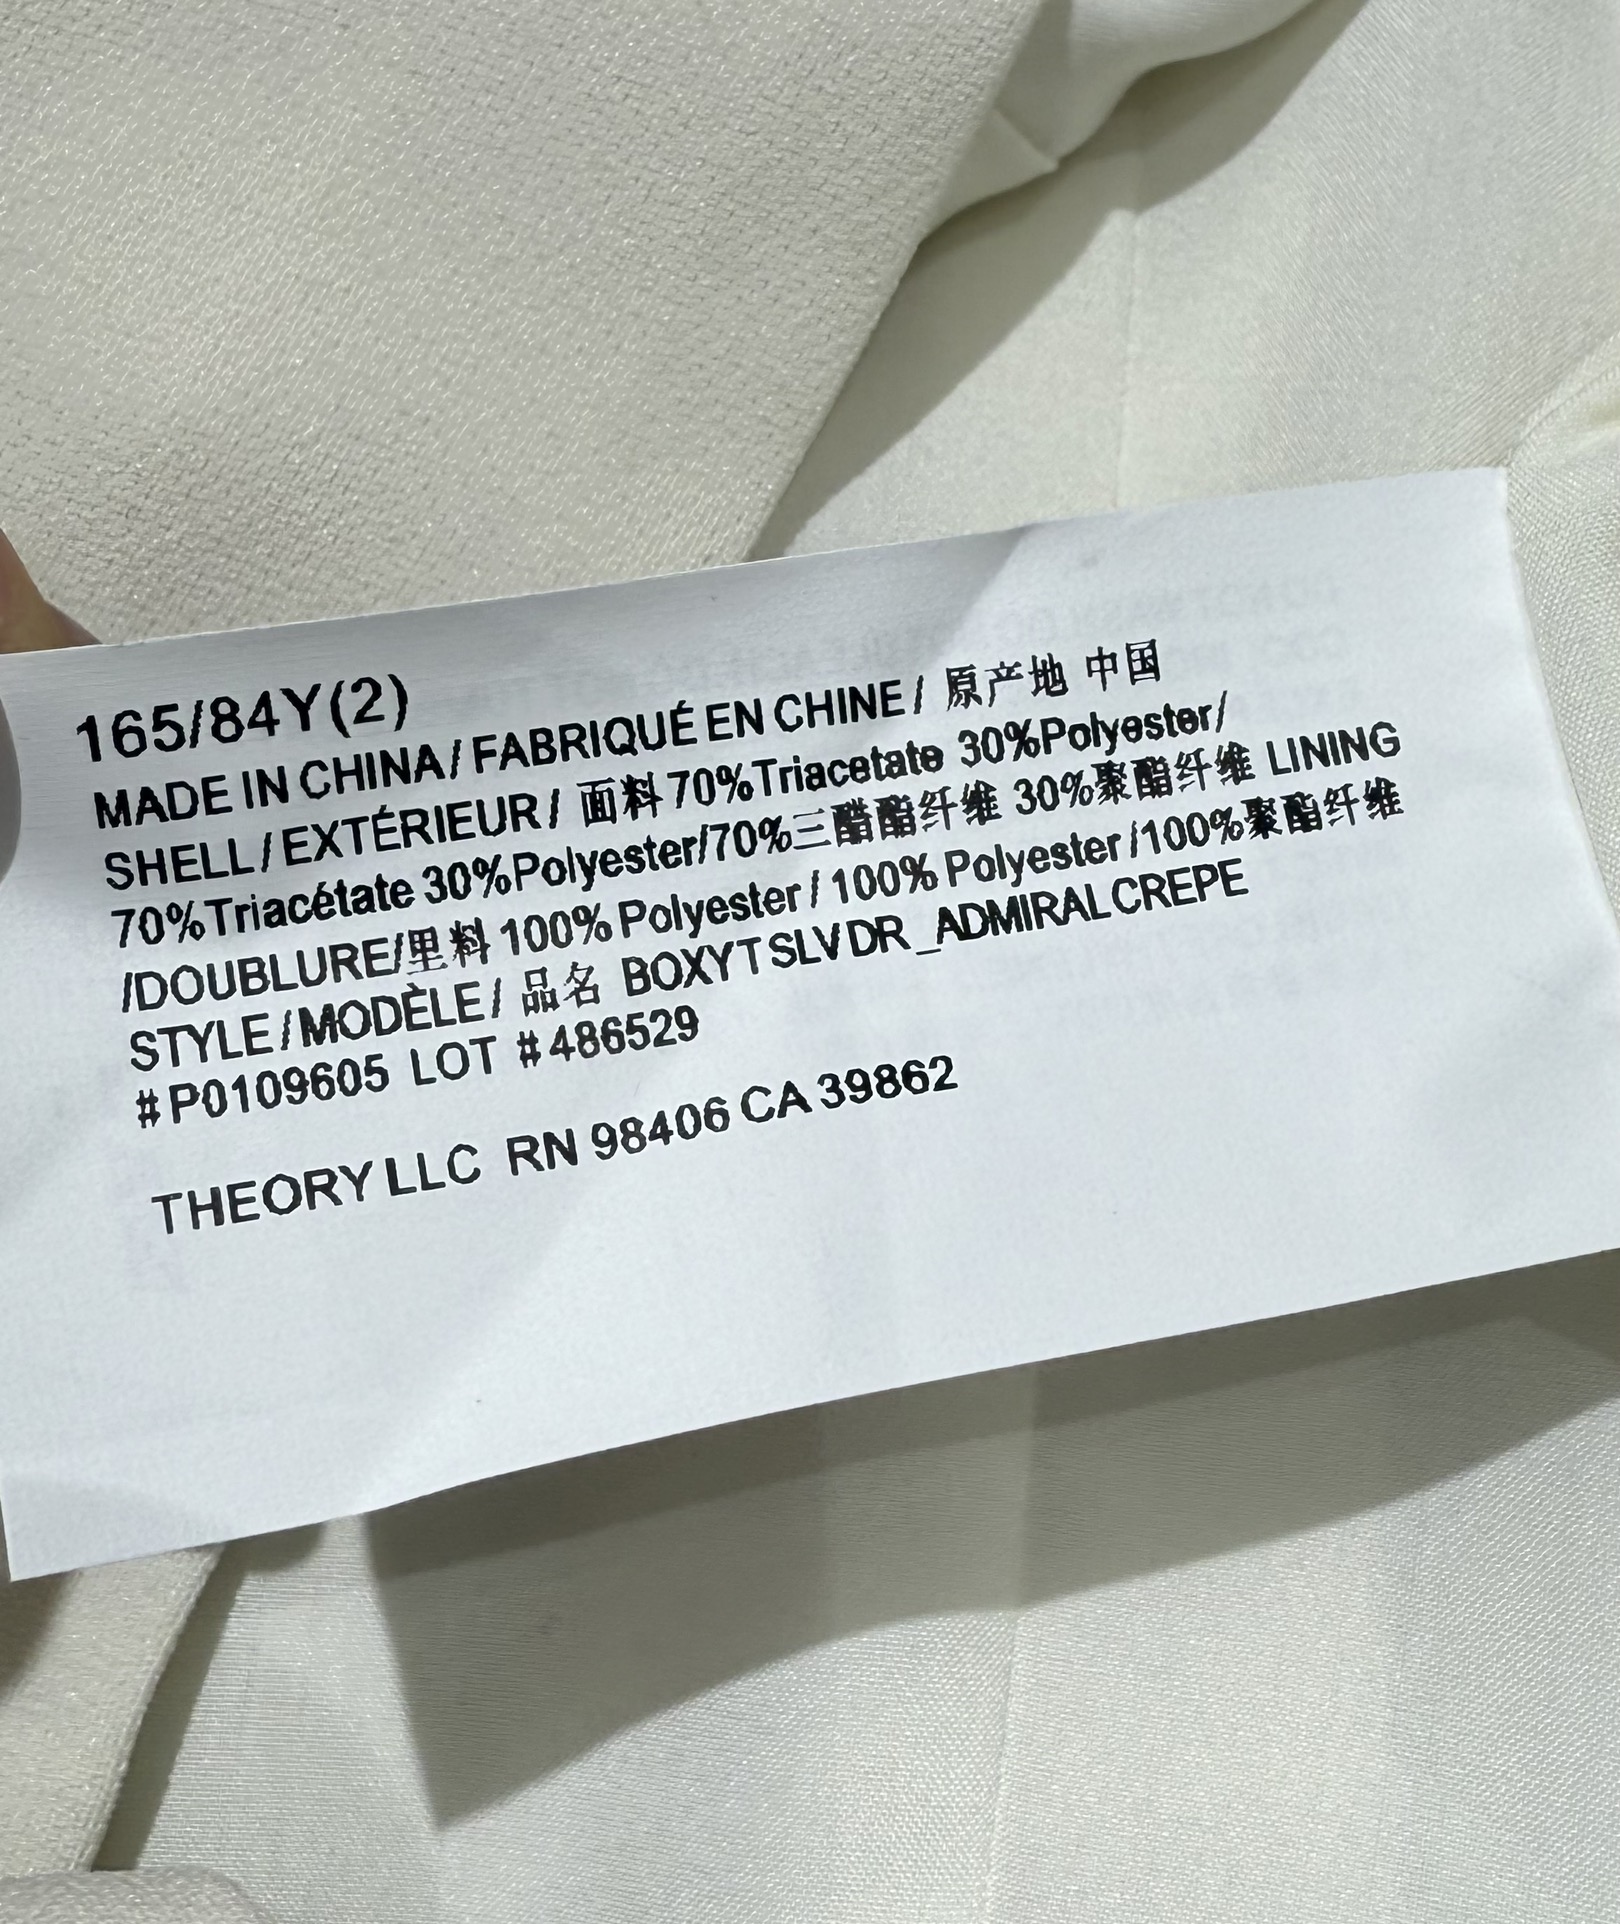 165/84Y(2)
MADE IN CHINA/FABRIQUÉ EN CHINE/ 原产地 中国
SHELL/EXTÉRIEUR/ 面料 70%Triacetate 30%Polyester/
70%Triacétate 30%Polyester/70%三醋酯纤维 30%聚酯纤维 LINING
/DOUBLURE/里料 100% Polyester/ 100% Polyester /100%聚酯纤维
STYLE/MODÈLE/ 品名 BOXYT SLV DR_ADMIRAL CREPE
#P0109605 LOT #486529
THEORY LLC RN 98406 CA 39862